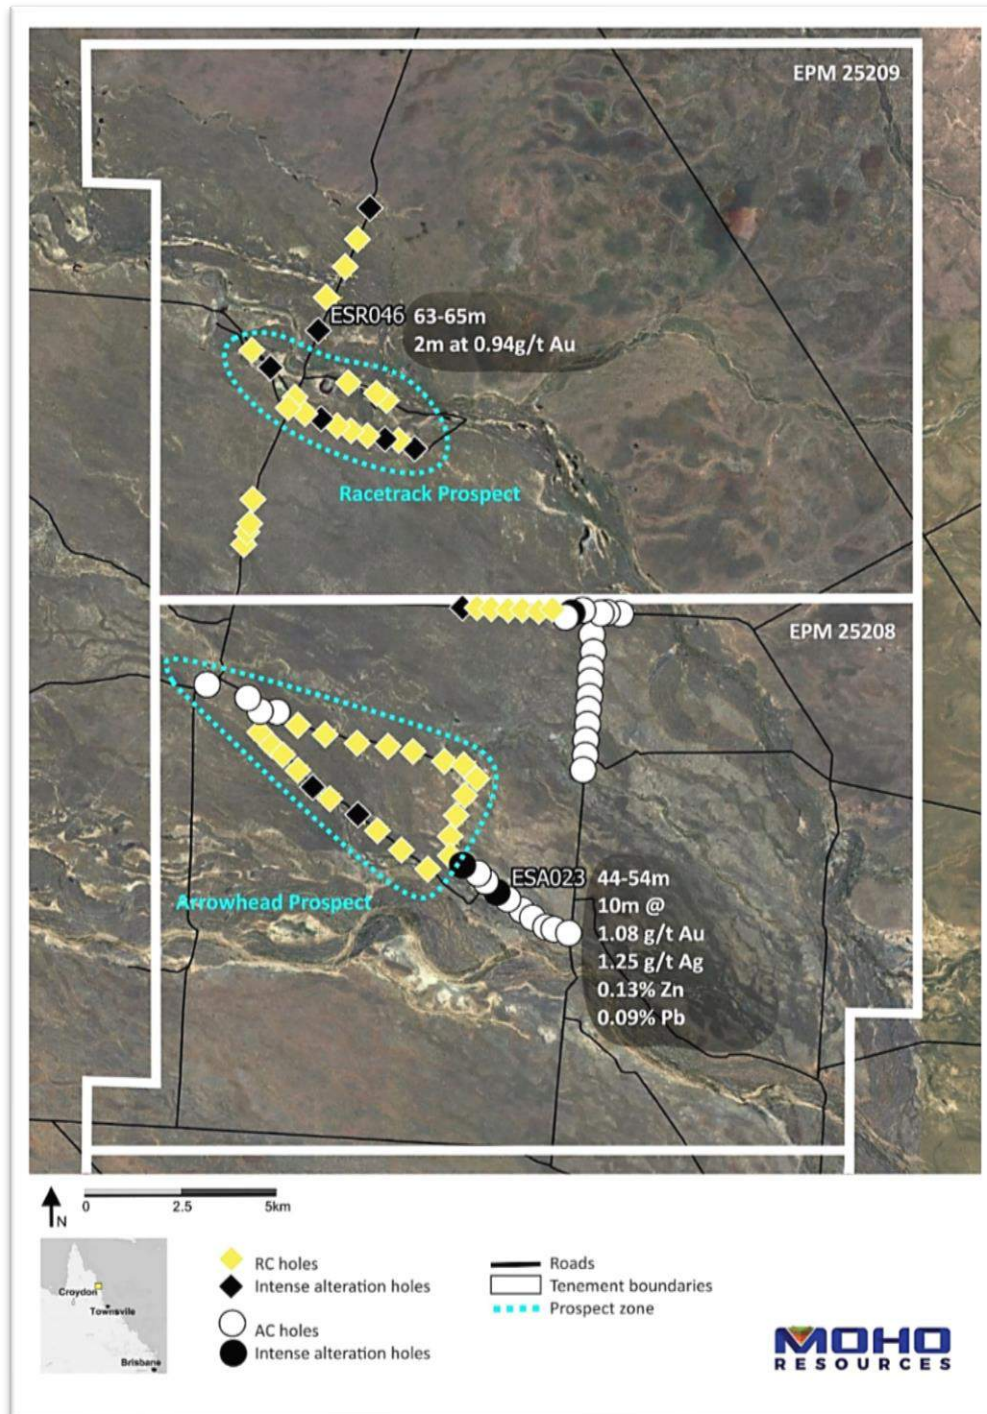 EPM 25209
ESR046
63-65m
2m at 0.94g/t Au
Racetrack Prospect
EPM 25208
ESA023
44-54m
10m @
1.08 g/t Au
1.25 g/t Ag
0.13% Zn
0.09% Pb
Arrowhead Prospect
N
0 2.5 5km
Croydon
Townsville
Brisbane
RC holes
Intense alteration holes
AC holes
Intense alteration holes
Roads
Tenement boundaries
Prospect zone
MOHO
RESOURCES